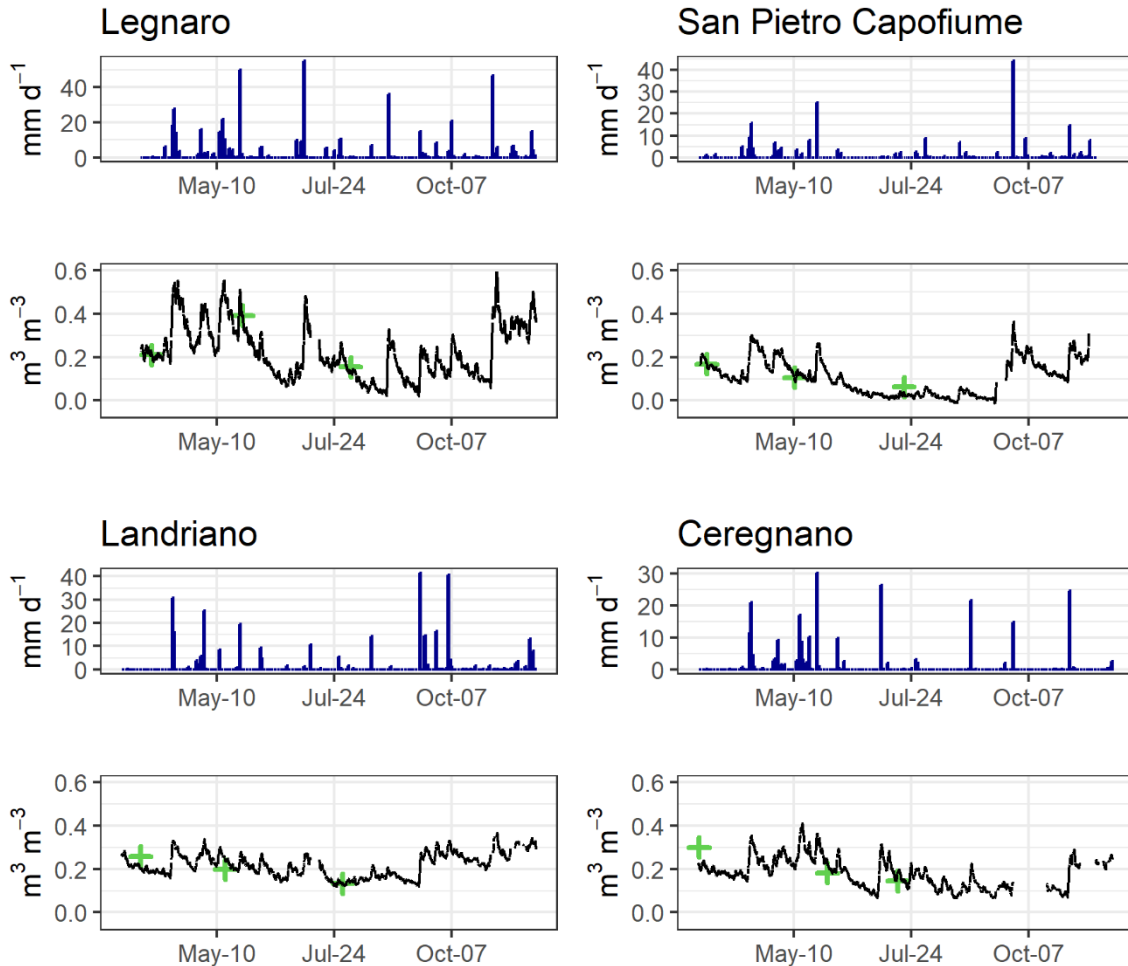 Legnaro
mm d⁻¹
40
20
0
May-10 Jul-24 Oct-07
m³ m⁻³
0.6
0.4
0.2
0.0
May-10 Jul-24 Oct-07
San Pietro Capofiume
mm d⁻¹
40
30
20
10
0
May-10 Jul-24 Oct-07
m³ m⁻³
0.6
0.4
0.2
0.0
May-10 Jul-24 Oct-07
Landriano
mm d⁻¹
40
30
20
10
0
May-10 Jul-24 Oct-07
m³ m⁻³
0.6
0.4
0.2
0.0
May-10 Jul-24 Oct-07
Ceregnano
mm d⁻¹
30
20
10
0
May-10 Jul-24 Oct-07
m³ m⁻³
0.6
0.4
0.2
0.0
May-10 Jul-24 Oct-07